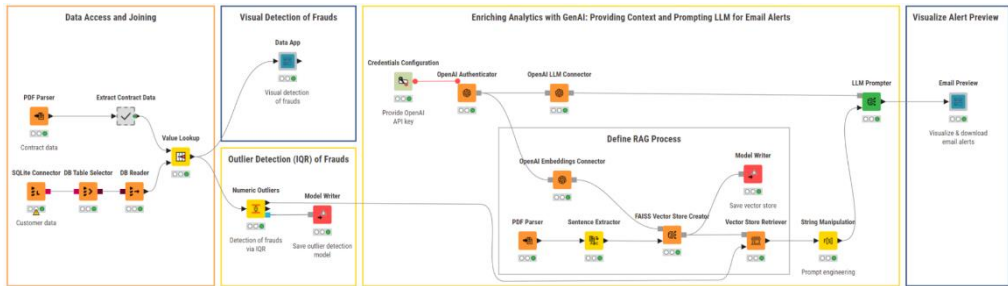 Data Access and Joining
PDF Parser
Contract data
Extract Contract Data
Value Lookup
SQLite Connector
DB Table Selector
DB Reader
Customer data
Visual Detection of Frauds
Data App
Visual detection
of frauds
Outlier Detection (IQR) of Frauds
Numeric Outliers
Detection of frauds
via IQR
Model Writer
Save outlier detection
model
Enriching Analytics with GenAI: Providing Context and Prompting LLM for Email Alerts
Credentials Configuration
Provide OpenAI
API key
OpenAI Authenticator
OpenAI LLM Connector
LLM Prompter
Define RAG Process
OpenAI Embeddings Connector
Model Writer
Save vector store
PDF Parser
Sentence Extractor
FAISS Vector Store Creator
Vector Store Retriever
String Manipulation
Prompt engineering
Visualize Alert Preview
Email Preview
Visualize & download
email alerts